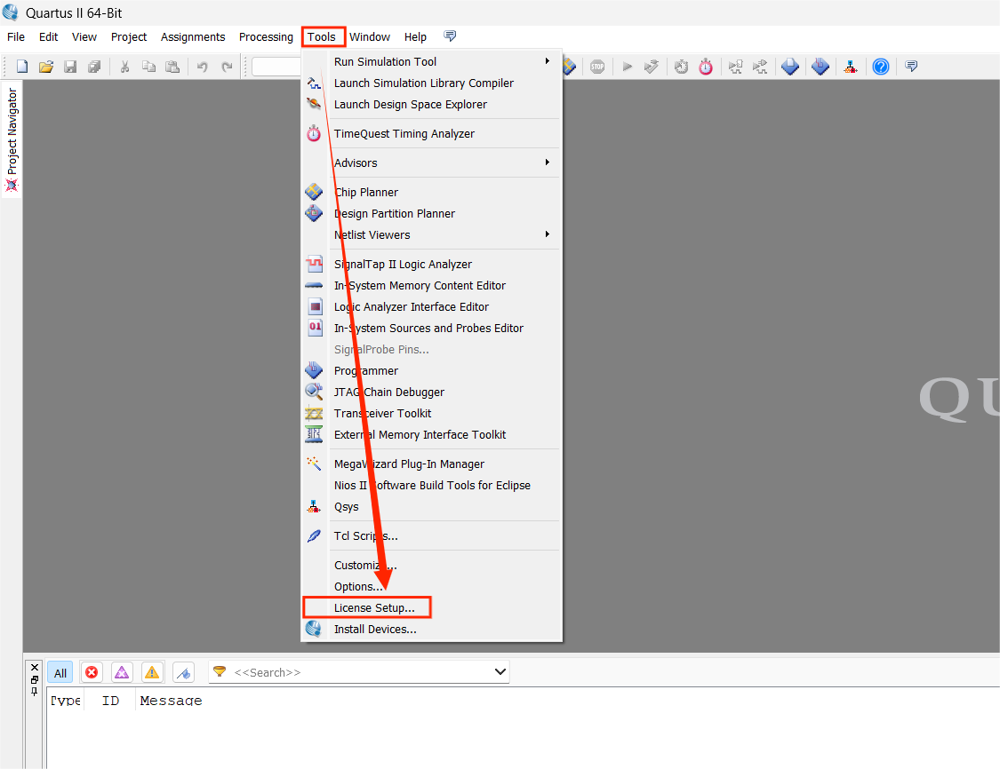 Quartus II 64-Bit
File Edit View Project Assignments Processing Tools Window Help
Run Simulation Tool
Launch Simulation Library Compiler
Launch Design Space Explorer
TimeQuest Timing Analyzer
Advisors
Chip Planner
Design Partition Planner
Netlist Viewers
SignalTap II Logic Analyzer
In-System Memory Content Editor
Logic Analyzer Interface Editor
In-System Sources and Probes Editor
SignalProbe Pins...
Programmer
JTAG Chain Debugger
Transceiver Toolkit
External Memory Interface Toolkit
MegaWizard Plug-In Manager
Nios II Software Build Tools for Eclipse
Qsys
Tcl Scripts...
Customize...
Options...
License Setup...
Install Devices...
Project Navigator
STOP
01
QU
All <<Search>>
Type ID Message